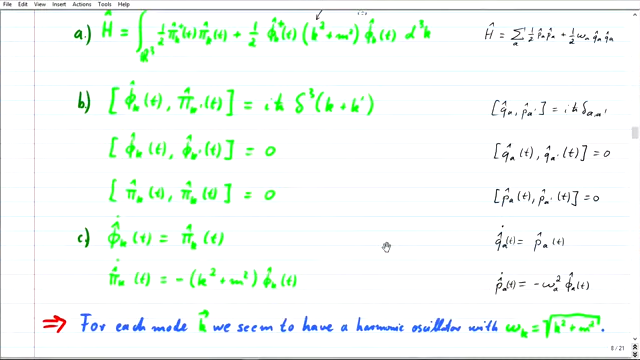 File Edit View Insert Actions Tools Help
a.) Ĥ = ∫_{ℝ³} ½ π̂_k†(t) π̂_k(t) + ½ φ̂_k†(t) (k²+m²) φ̂_k(t) d³k
Ĥ = Σ_a ½ p̂_a p̂_a + ½ ω_a q̂_a q̂_a
b.) [φ̂_k(t), π̂_k'(t)] = iħ δ³(k+k')
[q̂_a, p̂_a'] = iħ δ_{a,a'}
[φ̂_k(t), φ̂_k'(t)] = 0
[q̂_a(t), q̂_a'(t)] = 0
[π̂_k(t), π̂_k'(t)] = 0
[p̂_a(t), p̂_a'(t)] = 0
c.) φ̂̇_k(t) = π̂_k(t)
q̂̇_a(t) = p̂_a(t)
π̂̇_k(t) = -(k²+m²) φ̂_k(t)
p̂̇_a(t) = -ω_a² φ̂_a(t)
⇒ For each mode k⃗ we seem to have a harmonic oscillator with ω_k = √(k²+m²).
8 / 21